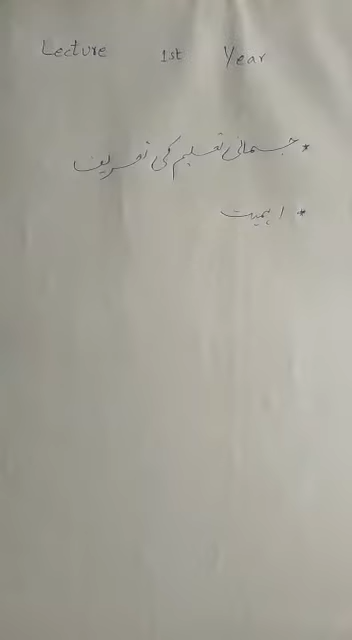 Lecture 1st Year
* جسمانی تعلیم کی تعریف
* اہمیت